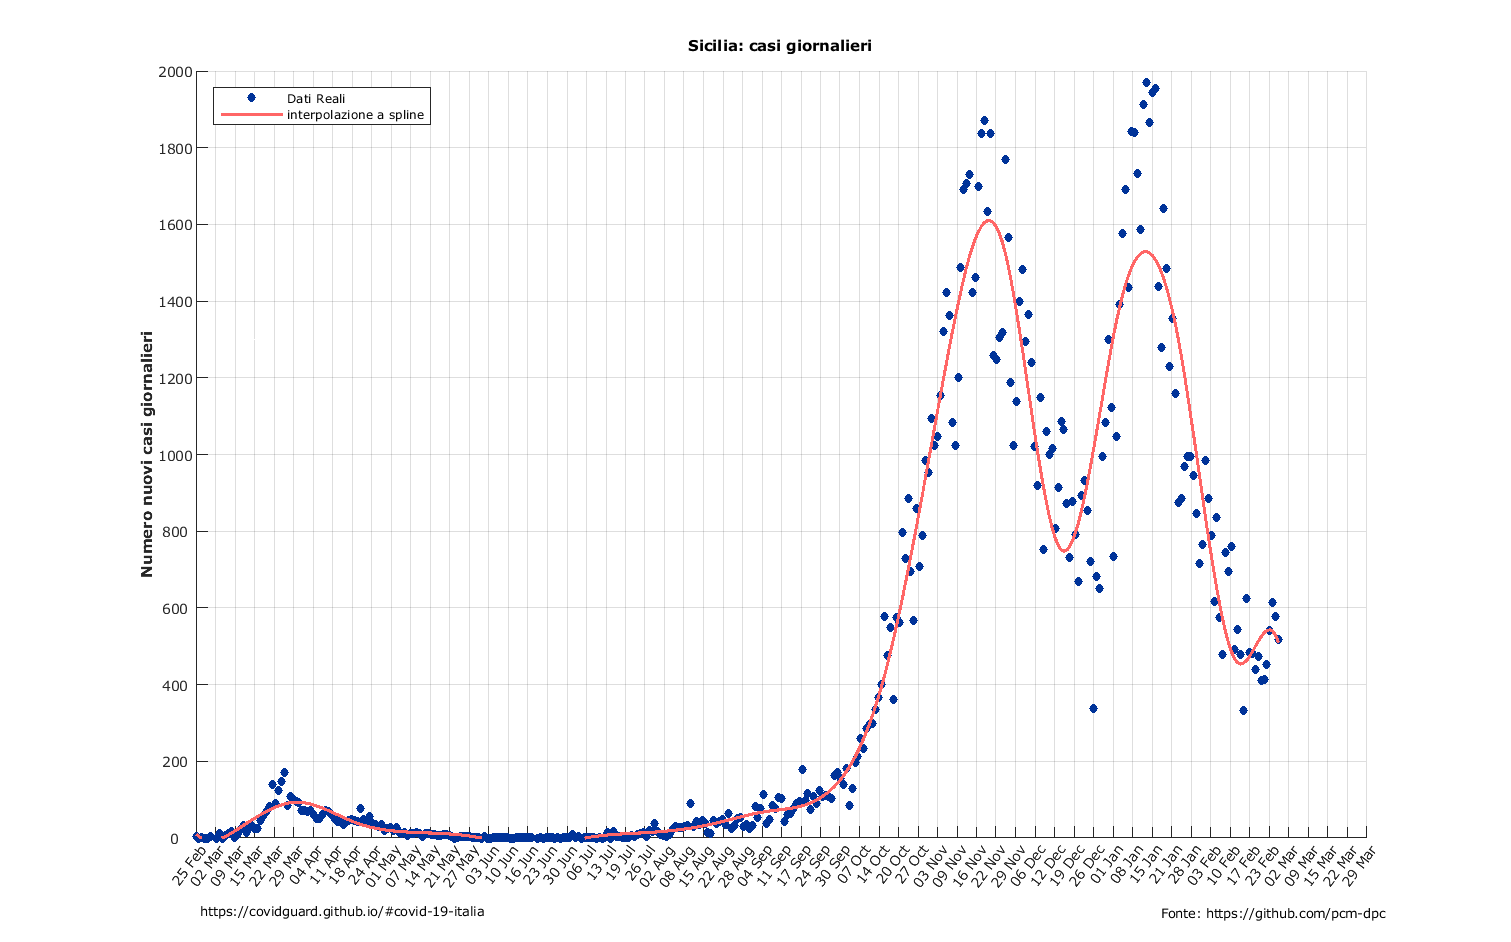 Sicilia: casi giornalieri
Dati Reali
interpolazione a spline
Numero nuovi casi giornalieri
2000
1800
1600
1400
1200
1000
800
600
400
200
0
25 Feb
02 Mar
09 Mar
15 Mar
22 Mar
29 Mar
04 Apr
11 Apr
18 Apr
24 Apr
01 May
07 May
14 May
21 May
27 May
03 Jun
10 Jun
16 Jun
23 Jun
30 Jun
06 Jul
13 Jul
19 Jul
26 Jul
02 Aug
08 Aug
15 Aug
22 Aug
28 Aug
04 Sep
11 Sep
17 Sep
24 Sep
30 Sep
07 Oct
14 Oct
20 Oct
27 Oct
03 Nov
09 Nov
16 Nov
22 Nov
29 Nov
06 Dec
12 Dec
19 Dec
26 Dec
01 Jan
08 Jan
15 Jan
21 Jan
28 Jan
03 Feb
10 Feb
17 Feb
23 Feb
02 Mar
09 Mar
15 Mar
22 Mar
29 Mar
https://covidguard.github.io/#covid-19-italia
Fonte: https://github.com/pcm-dpc